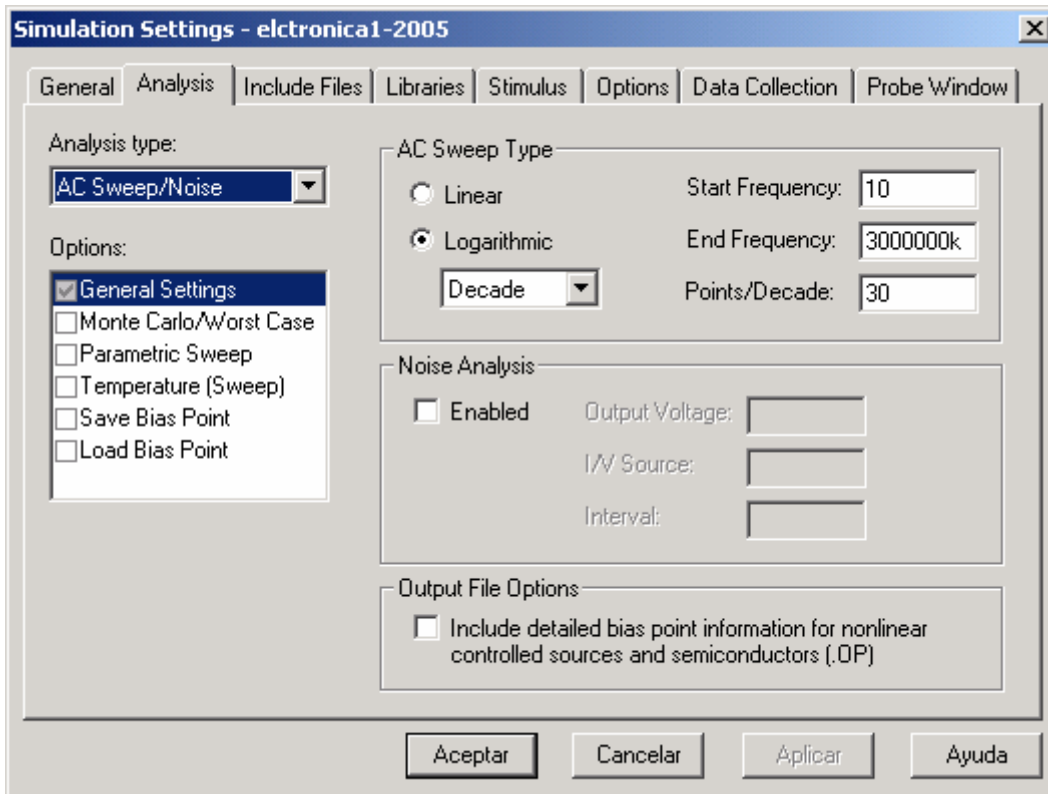 Simulation Settings - elctronica1-2005
General Analysis Include Files Libraries Stimulus Options Data Collection Probe Window
Analysis type:
AC Sweep/Noise
Options:
General Settings
Monte Carlo/Worst Case
Parametric Sweep
Temperature (Sweep)
Save Bias Point
Load Bias Point
AC Sweep Type
Linear
Logarithmic
Decade
Start Frequency: 10
End Frequency: 3000000k
Points/Decade: 30
Noise Analysis
Enabled
Output Voltage:
I/V Source:
Interval:
Output File Options
Include detailed bias point information for nonlinear
controlled sources and semiconductors (.OP)
Aceptar Cancelar Aplicar Ayuda